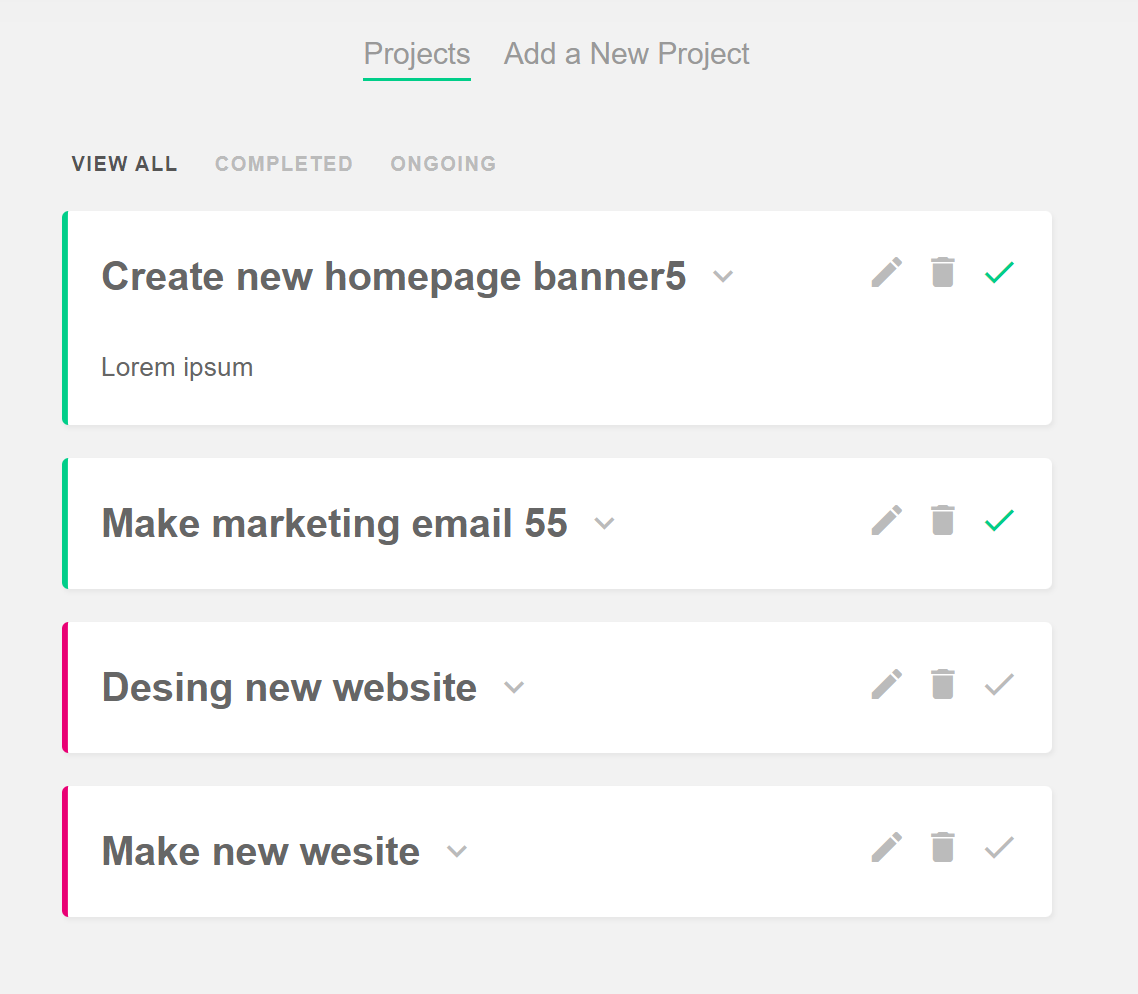 Projects Add a New Project
VIEW ALL COMPLETED ONGOING
Create new homepage banner5
Lorem ipsum
Make marketing email 55
Desing new website
Make new wesite